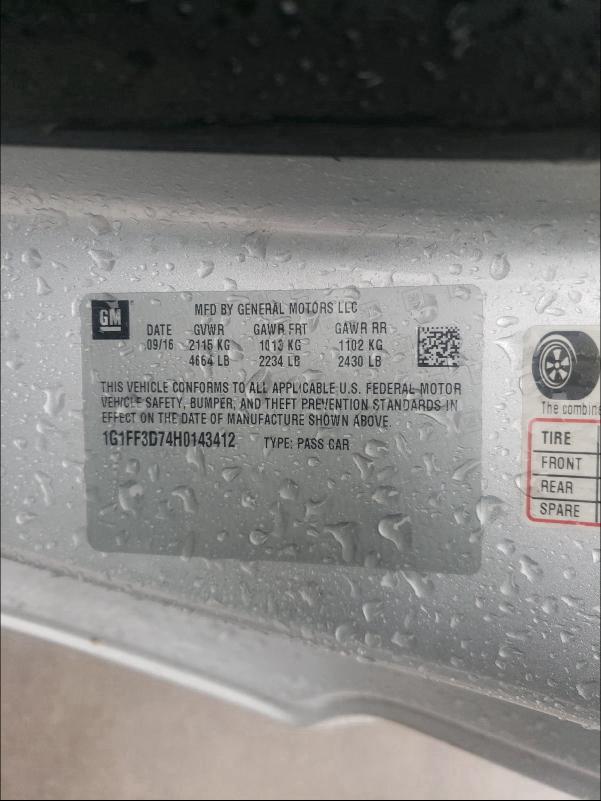 GM
MFD BY GENERAL MOTORS LLC
DATE GVWR GAWR FRT GAWR RR
09/16 2115 KG 1013 KG 1102 KG
4664 LB 2234 LB 2430 LB
THIS VEHICLE CONFORMS TO ALL APPLICABLE U.S. FEDERAL MOTOR
VEHICLE SAFETY, BUMPER, AND THEFT PREVENTION STANDARDS IN
EFFECT ON THE DATE OF MANUFACTURE SHOWN ABOVE.
1G1FF3D74H0143412 TYPE: PASS CAR
The combine
TIRE
FRONT
REAR
SPARE